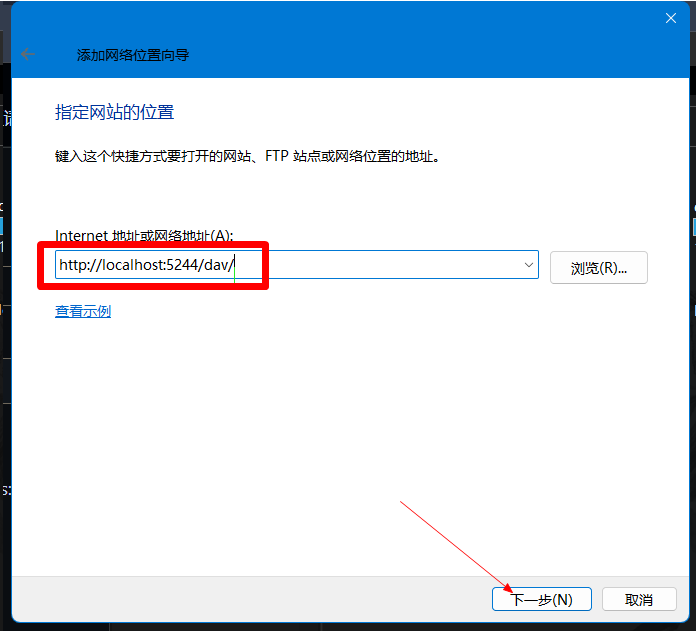 添加网络位置向导
指定网站的位置
键入这个快捷方式要打开的网站、FTP 站点或网络位置的地址。
Internet 地址或网络地址(A):
http://localhost:5244/dav/
浏览(R)...
查看示例
下一步(N)
取消